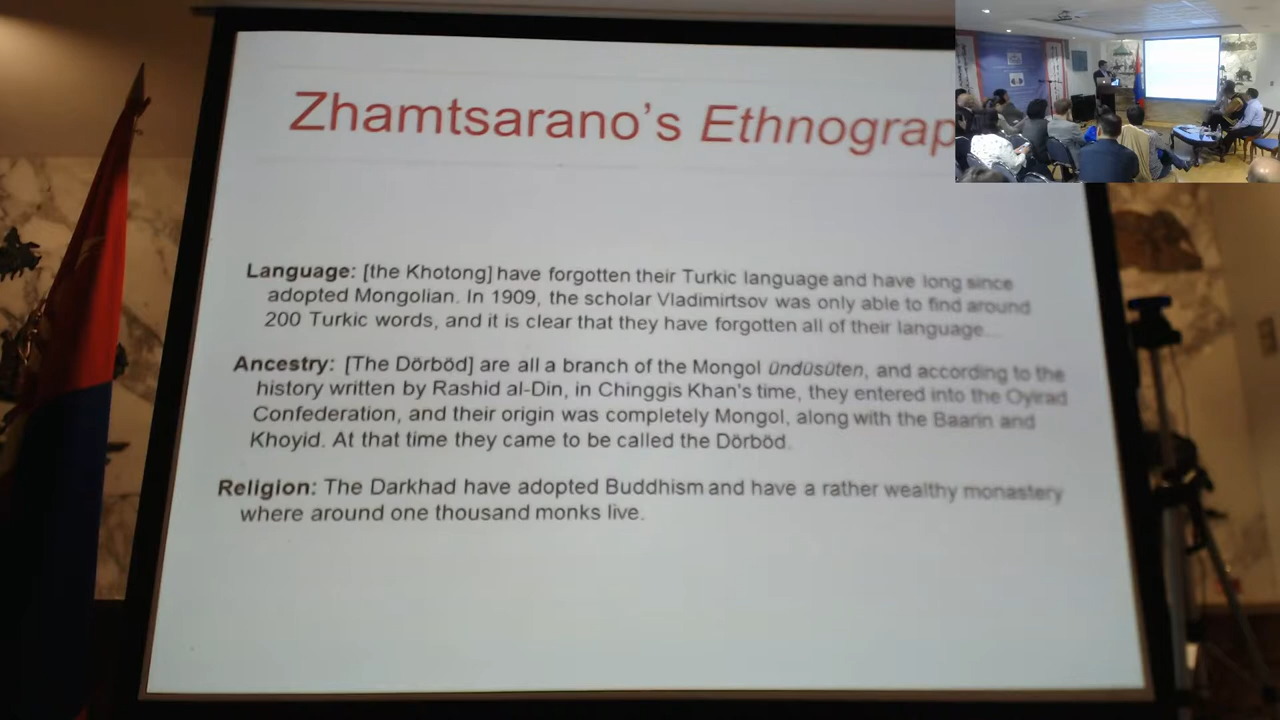 Zhamtsarano's Ethnograp
Language: [the Khotong] have forgotten their Turkic language and have long since
adopted Mongolian. In 1909, the scholar Vladimirtsov was only able to find around
200 Turkic words, and it is clear that they have forgotten all of their language...
Ancestry: [The Dörböd] are all a branch of the Mongol ündüsüten, and according to the
history written by Rashid al-Din, in Chinggis Khan's time, they entered into the Oyirad
Confederation, and their origin was completely Mongol, along with the Baarin and
Khoyid. At that time they came to be called the Dörböd.
Religion: The Darkhad have adopted Buddhism and have a rather wealthy monastery
where around one thousand monks live.